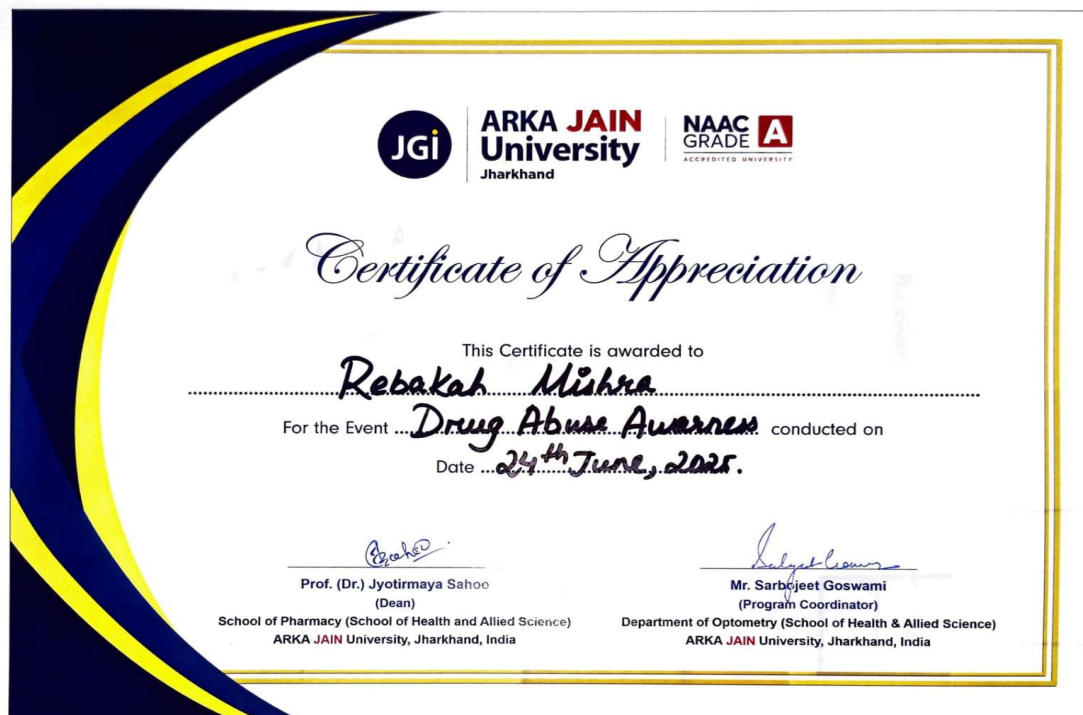 JGi
ARKA JAIN
University
Jharkhand
NAAC
GRADE A
ACCREDITED UNIVERSITY
Certificate of Appreciation
This Certificate is awarded to
Rebakah Mishra
For the Event Drug Abuse Awarness conducted on
Date 24th June, 2025.
Prof. (Dr.) Jyotirmaya Sahoo
(Dean)
School of Pharmacy (School of Health and Allied Science)
ARKA JAIN University, Jharkhand, India
Mr. Sarbojeet Goswami
(Program Coordinator)
Department of Optometry (School of Health & Allied Science)
ARKA JAIN University, Jharkhand, India